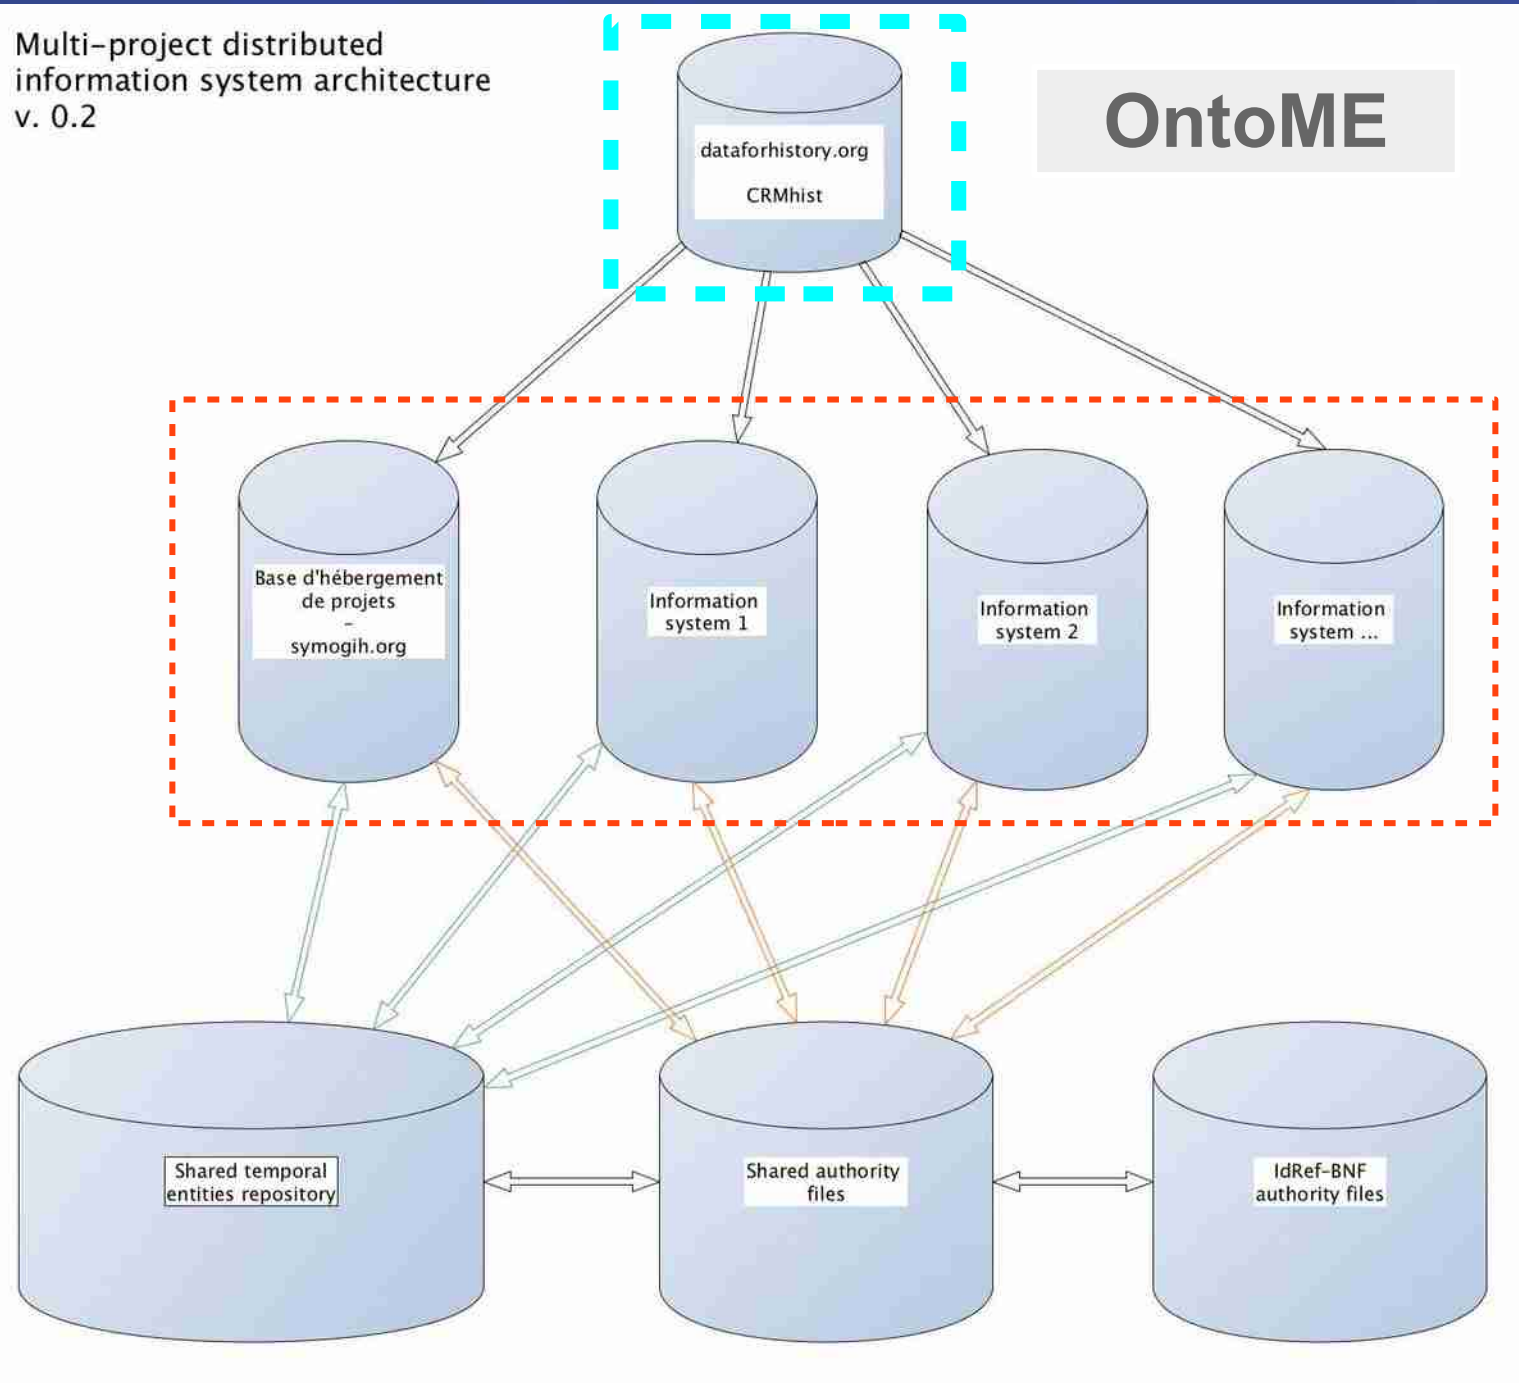 Multi-project distributed
information system architecture
v. 0.2
OntoME
dataforhistory.org
CRMhist
Base d'hébergement
de projets
-
symogih.org
Information
system 1
Information
system 2
Information
system ...
Shared temporal
entities repository
Shared authority
files
IdRef-BNF
authority files